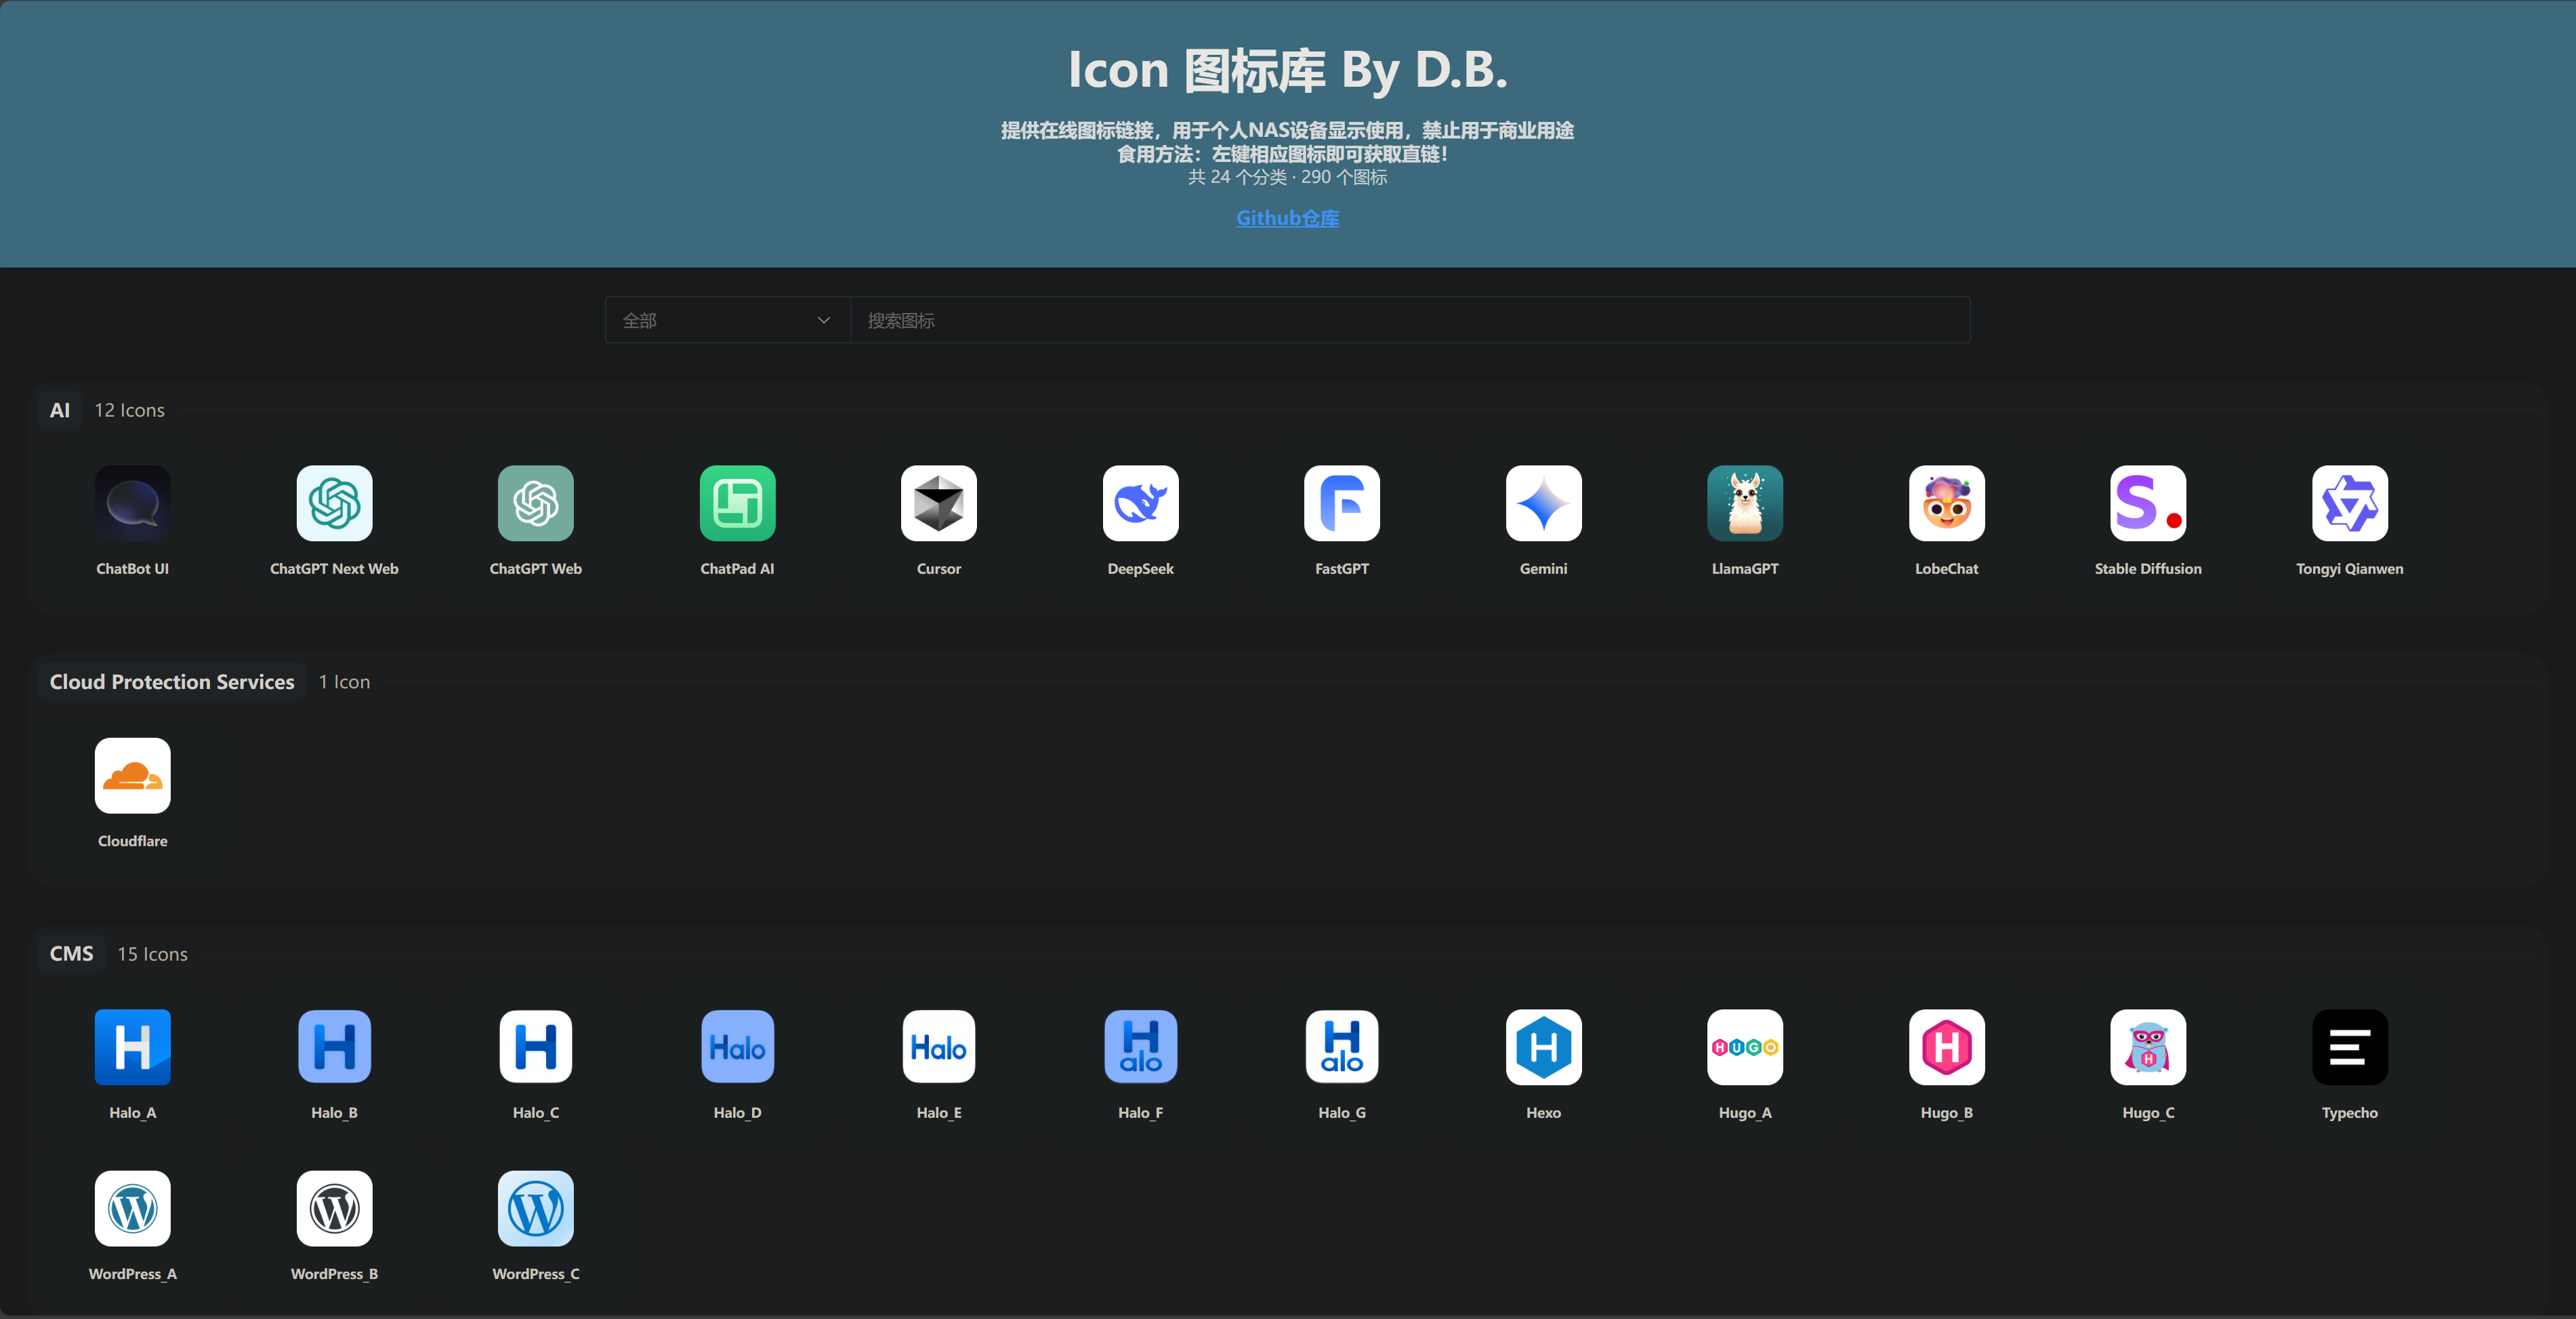 Icon 图标库 By D.B.
提供在线图标链接，用于个人NAS设备显示使用，禁止用于商业用途
食用方法：左键相应图标即可获取直链！
共 24 个分类 · 290 个图标
Github仓库
全部 搜索图标
AI 12 Icons
ChatBot UI ChatGPT Next Web ChatGPT Web ChatPad AI Cursor DeepSeek FastGPT Gemini LlamaGPT LobeChat Stable Diffusion Tongyi Qianwen
Cloud Protection Services 1 Icon
Cloudflare
CMS 15 Icons
H H H Halo Halo H alo H alo H HUGO H H
Halo_A Halo_B Halo_C Halo_D Halo_E Halo_F Halo_G Hexo Hugo_A Hugo_B Hugo_C Typecho
WordPress_A WordPress_B WordPress_C